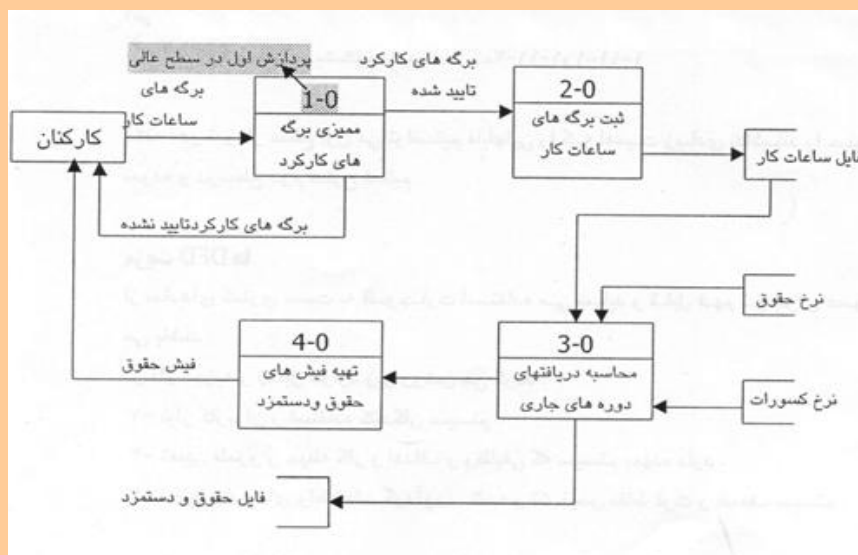 پردازش اول در سطح عالی
برگه های کارکرد
تایید شده
برگه های
ساعات کار
کارکنان
1-0
ممیزی برگه
های کارکرد
2-0
ثبت برگه های
ساعات کار
فایل ساعات کار
برگه های کارکردتایید نشده
نرخ حقوق
فیش حقوق
4-0
تهیه فیش های
حقوق ودستمزد
3-0
محاسبه دریافتهای
دوره های جاری
نرخ کسورات
فایل حقوق و دستمزد